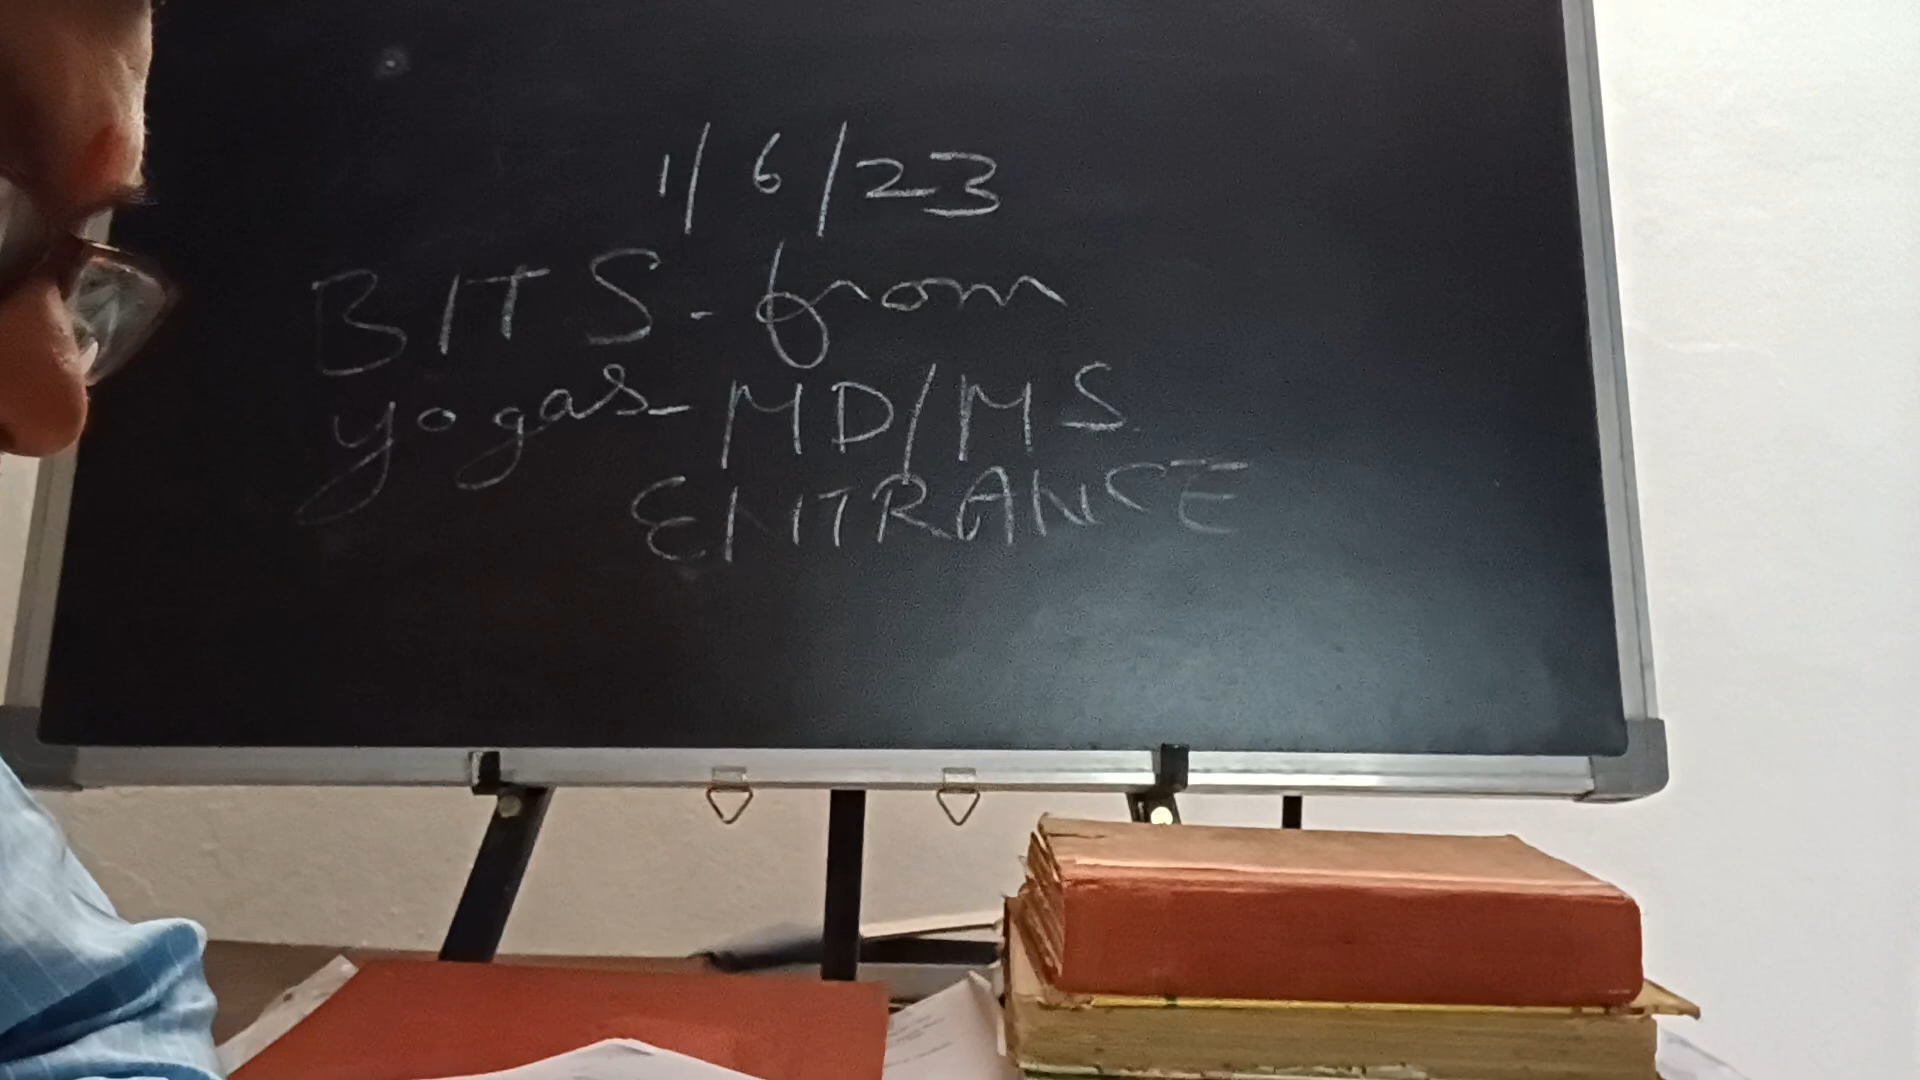 1/6/23
BITS - from
yogas - MD/MS
ENTRANCE